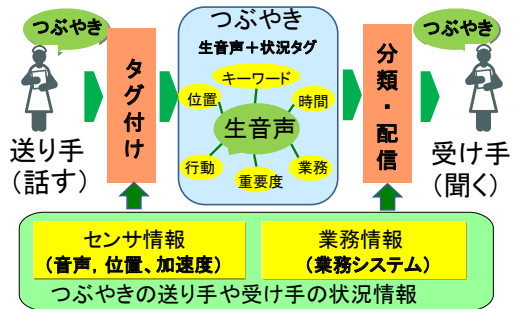 つぶやき
送り手
(話す)
タグ付け
つぶやき
生音声＋状況タグ
キーワード
位置
時間
生音声
行動
重要度
業務
分類・配信
つぶやき
受け手
(聞く)
センサ情報
(音声，位置、加速度)
業務情報
(業務システム)
つぶやきの送り手や受け手の状況情報